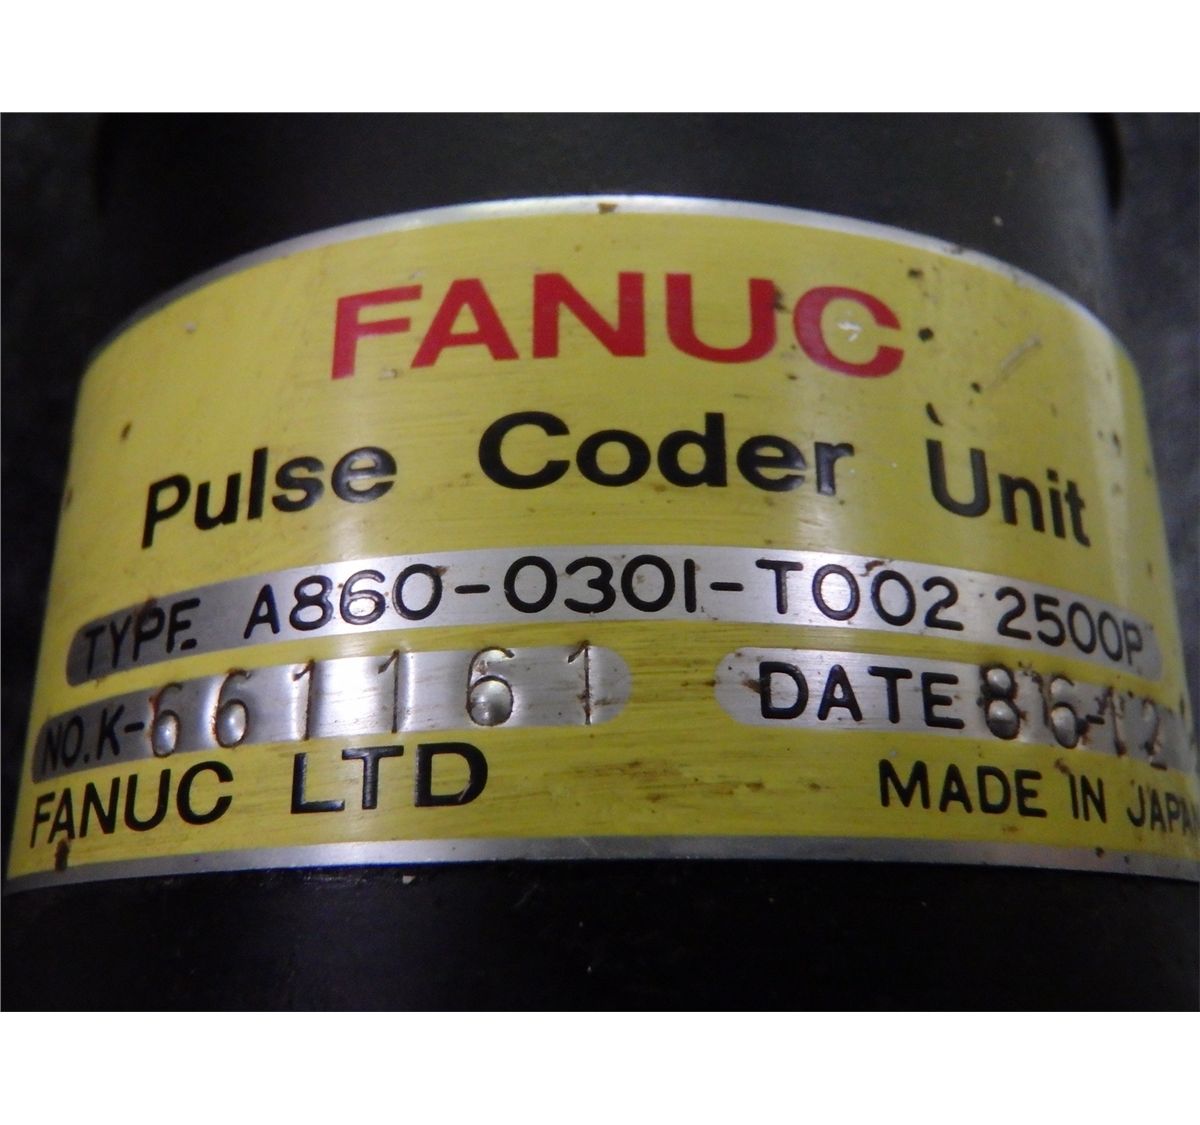 FANUC
Pulse Coder Unit
TYPE A860-0301-T002 2500P
NO.K-661161 DATE 86-12
FANUC LTD MADE IN JAPAN